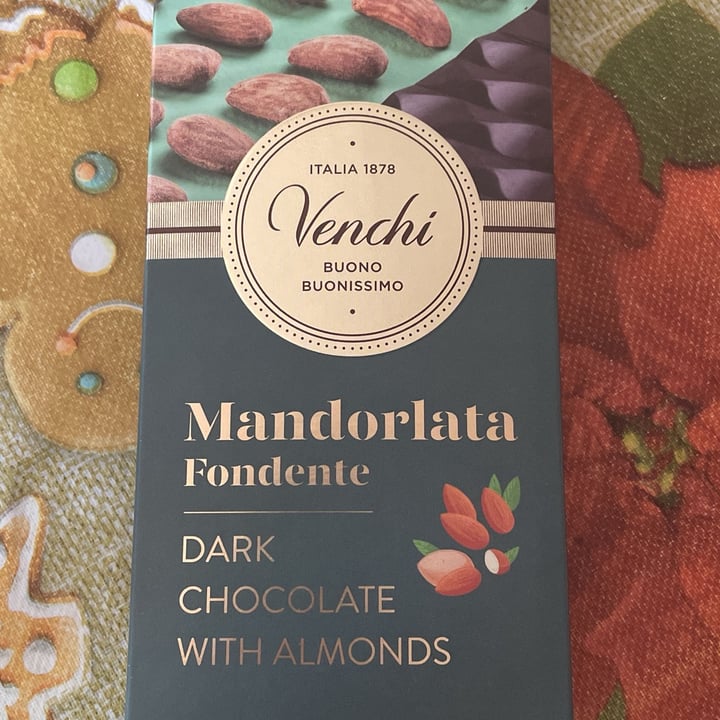 ITALIA 1878
Venchi
BUONO
BUONISSIMO
Mandorlata
Fondente
DARK
CHOCOLATE
WITH ALMONDS